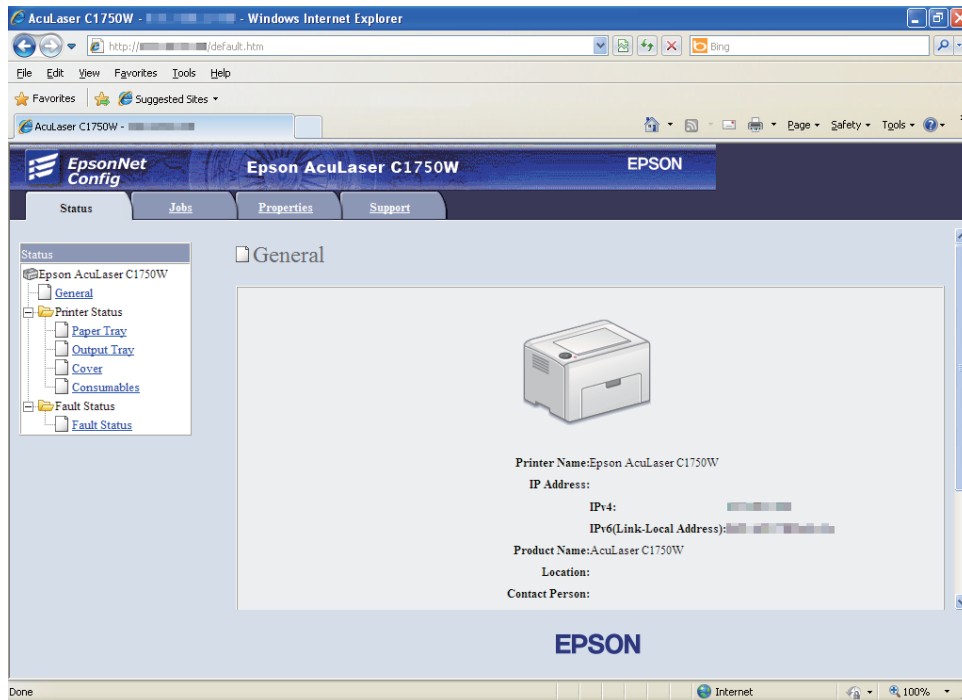 AcuLaser C1750W - - Windows Internet Explorer
http:// /default.htm
Bing
File Edit View Favorites Tools Help
Favorites Suggested Sites
AcuLaser C1750W -
Page Safety Tools
EpsonNet
Config
Epson AcuLaser C1750W
EPSON
Status Jobs Properties Support
Status
Epson AcuLaser C1750W
General
Printer Status
Paper Tray
Output Tray
Cover
Consumables
Fault Status
Fault Status
General
Printer Name:Epson AcuLaser C1750W
IP Address:
IPv4:
IPv6(Link-Local Address):
Product Name:AcuLaser C1750W
Location:
Contact Person:
EPSON
Done Internet 100%